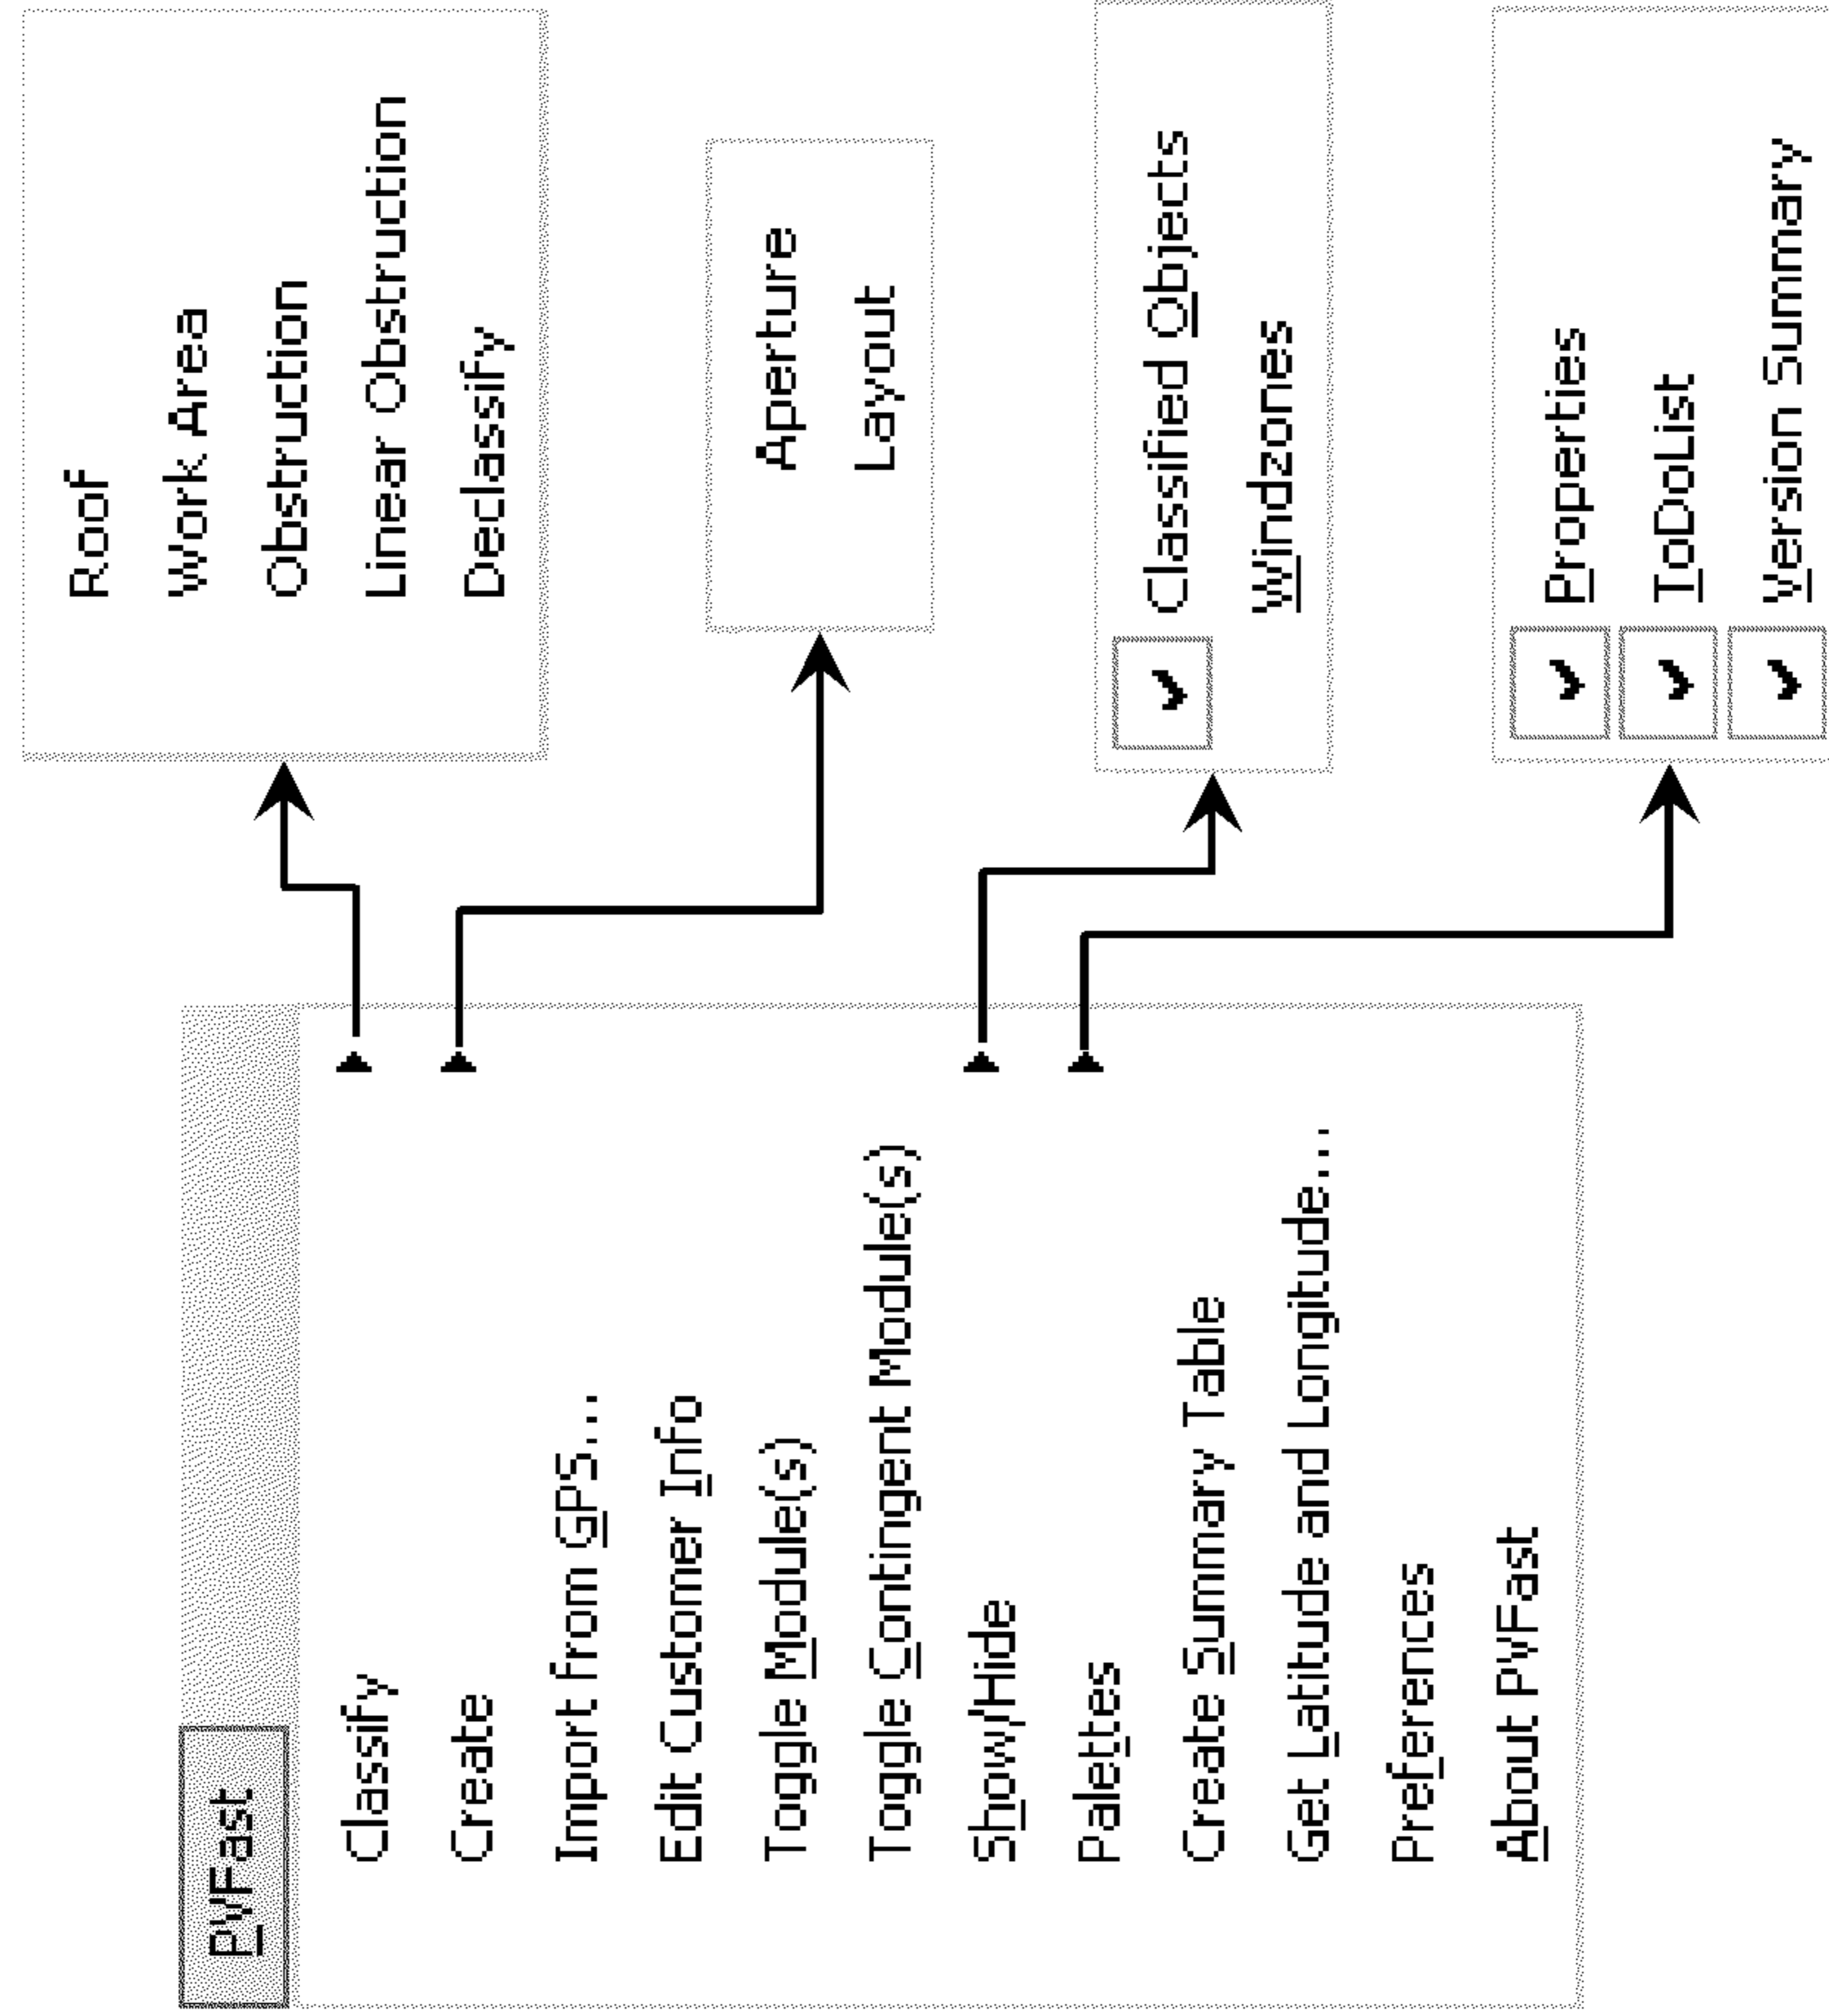 PVFast
Classify
Create
Import from GPS...
Edit Customer Info
Toggle Module(s)
Toggle Contingent Module(s)
Show/Hide
Palettes
Create Summary Table
Get Latitude and Longitude...
Preferences
About PVFast
Roof
Work Area
Obstruction
Linear Obstruction
Declassify
Aperture
Layout
Classified Objects
Windzones
Properties
ToDoList
Version Summary